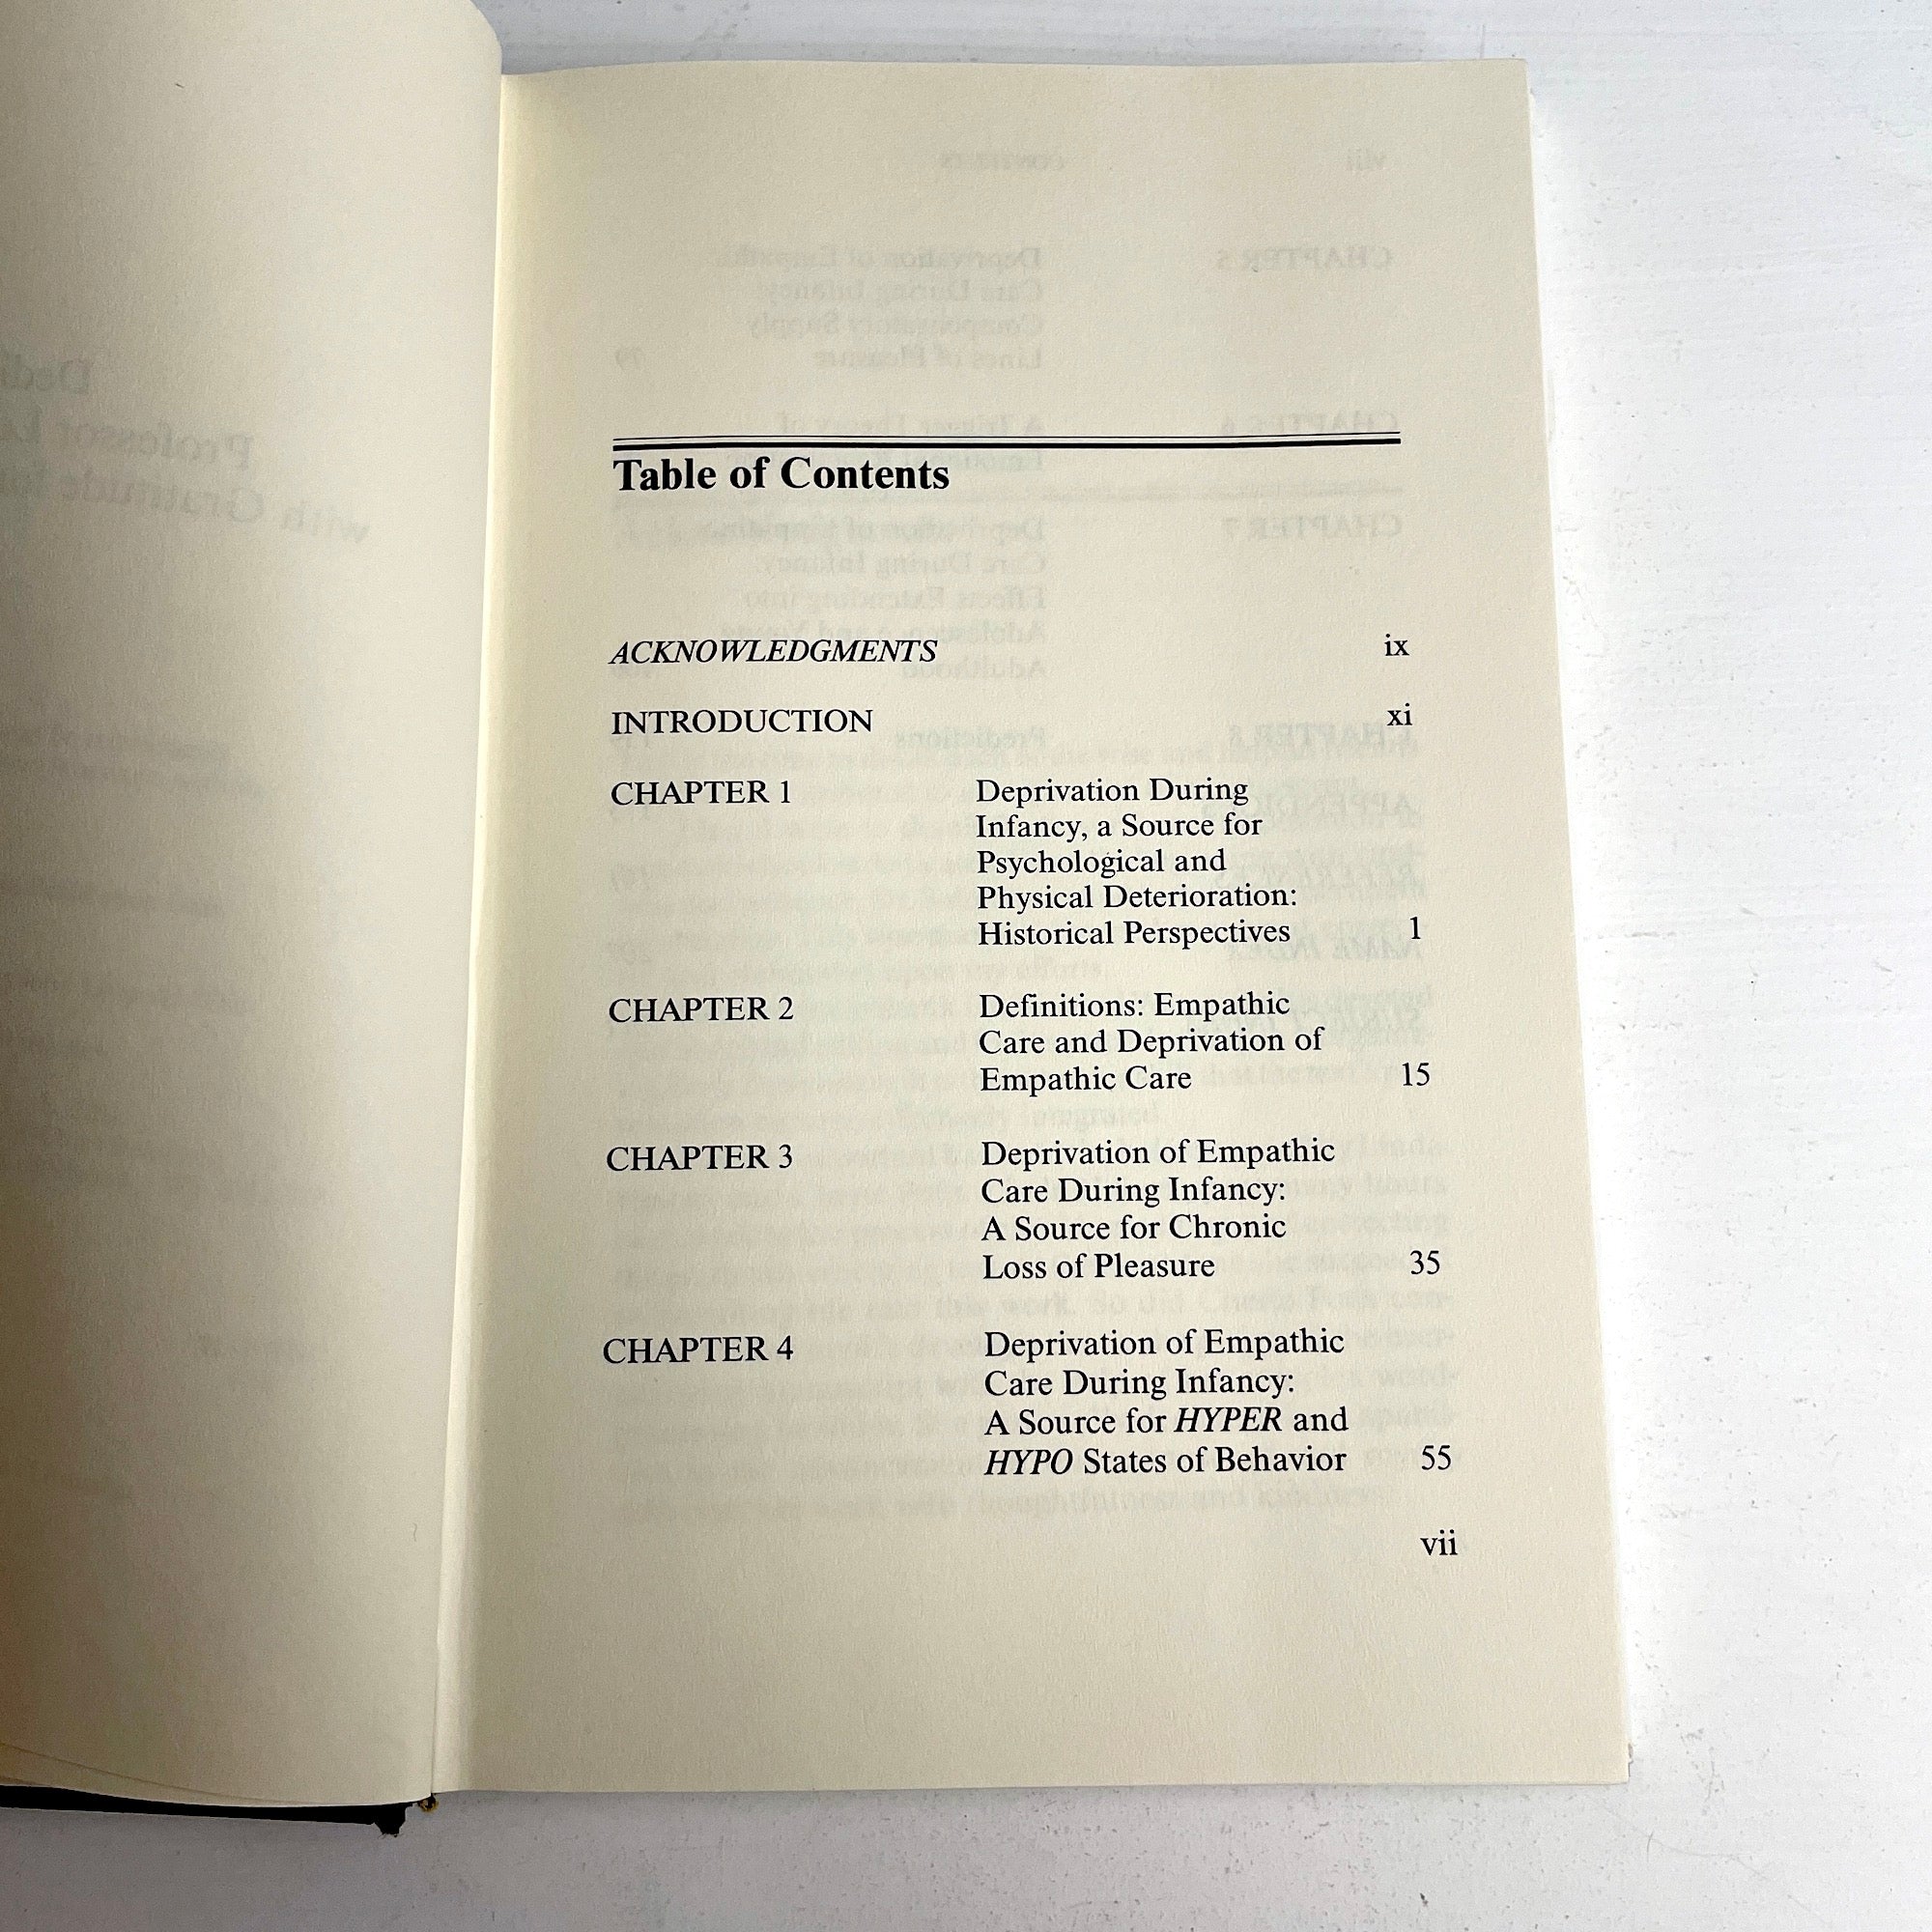 Table of Contents
ACKNOWLEDGMENTS ix
INTRODUCTION xi
CHAPTER 1 Deprivation During
Infancy, a Source for
Psychological and
Physical Deterioration:
Historical Perspectives 1
CHAPTER 2 Definitions: Empathic
Care and Deprivation of
Empathic Care 15
CHAPTER 3 Deprivation of Empathic
Care During Infancy:
A Source for Chronic
Loss of Pleasure 35
CHAPTER 4 Deprivation of Empathic
Care During Infancy:
A Source for HYPER and
HYPO States of Behavior 55
vii